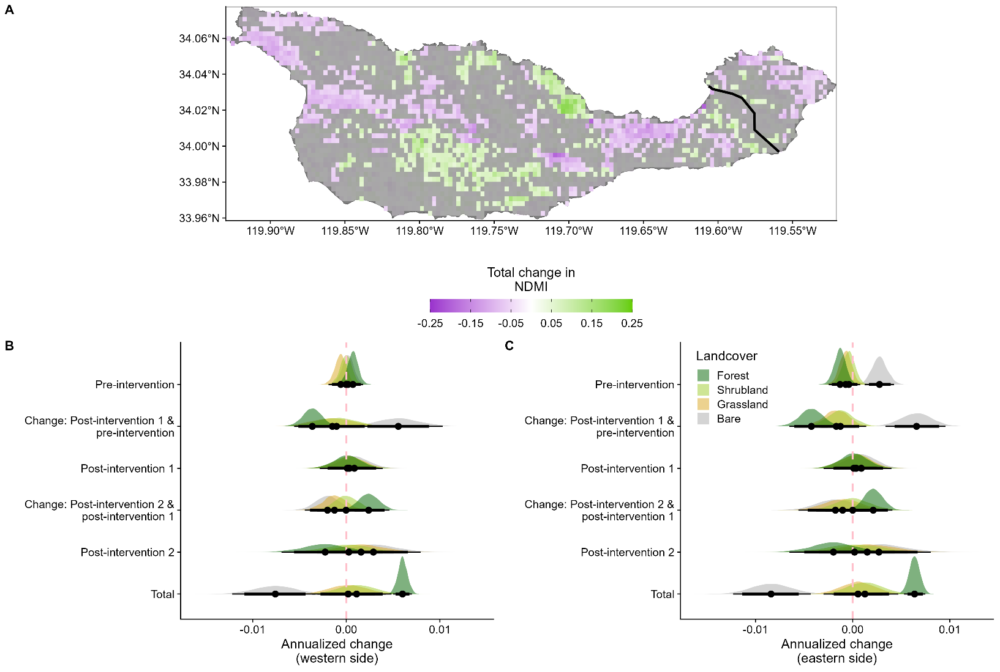 A
34.06°N
34.04°N
34.02°N
34.00°N
33.98°N
33.96°N
119.90°W 119.85°W 119.80°W 119.75°W 119.70°W 119.65°W 119.60°W 119.55°W
Total change in
NDMI
-0.25 -0.15 -0.05 0.05 0.15 0.25
B
Pre-intervention
Change: Post-intervention 1 &
pre-intervention
Post-intervention 1
Change: Post-intervention 2 &
post-intervention 1
Post-intervention 2
Total
-0.01 0.00 0.01
Annualized change
(western side)
C
Landcover
Forest
Shrubland
Grassland
Bare
Pre-intervention
Change: Post-intervention 1 &
pre-intervention
Post-intervention 1
Change: Post-intervention 2 &
post-intervention 1
Post-intervention 2
Total
-0.01 0.00 0.01
Annualized change
(eastern side)